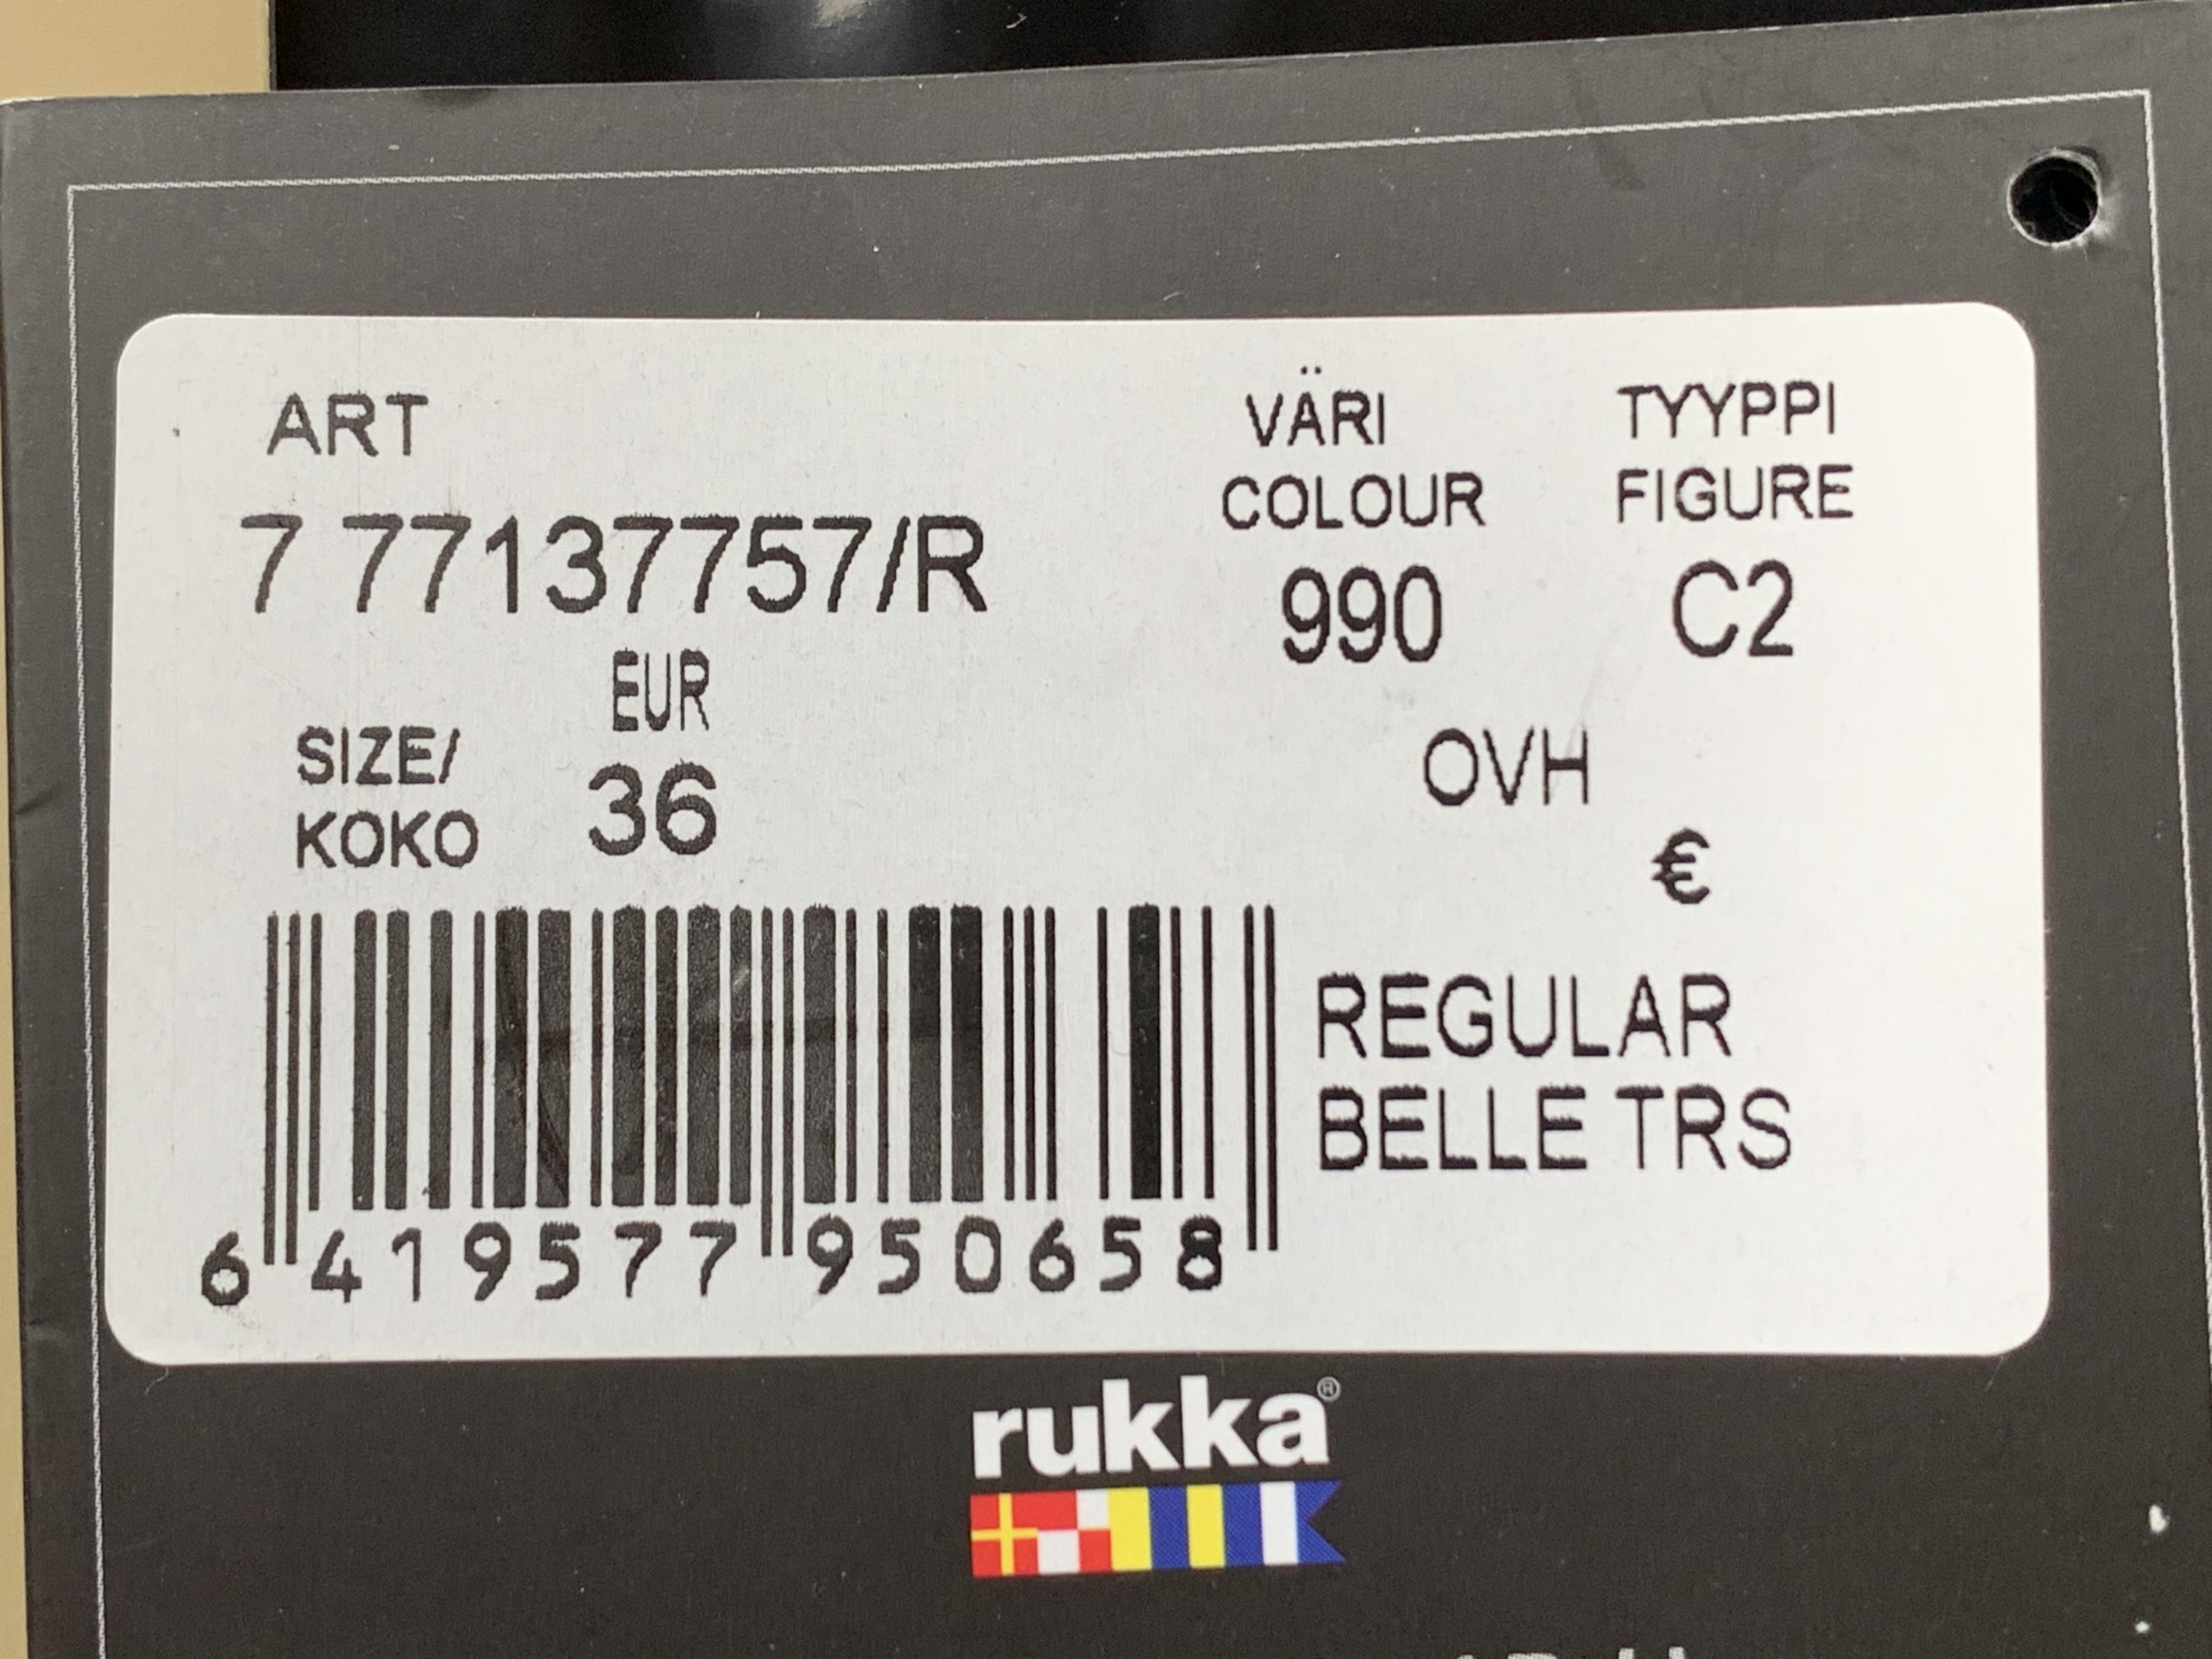 ART
7 77137757/R
VÄRI
COLOUR
990
TYYPPI
FIGURE
C2
EUR
SIZE/
KOKO
36
OVH
€
REGULAR
BELLE TRS
6 419577 950658
rukka®